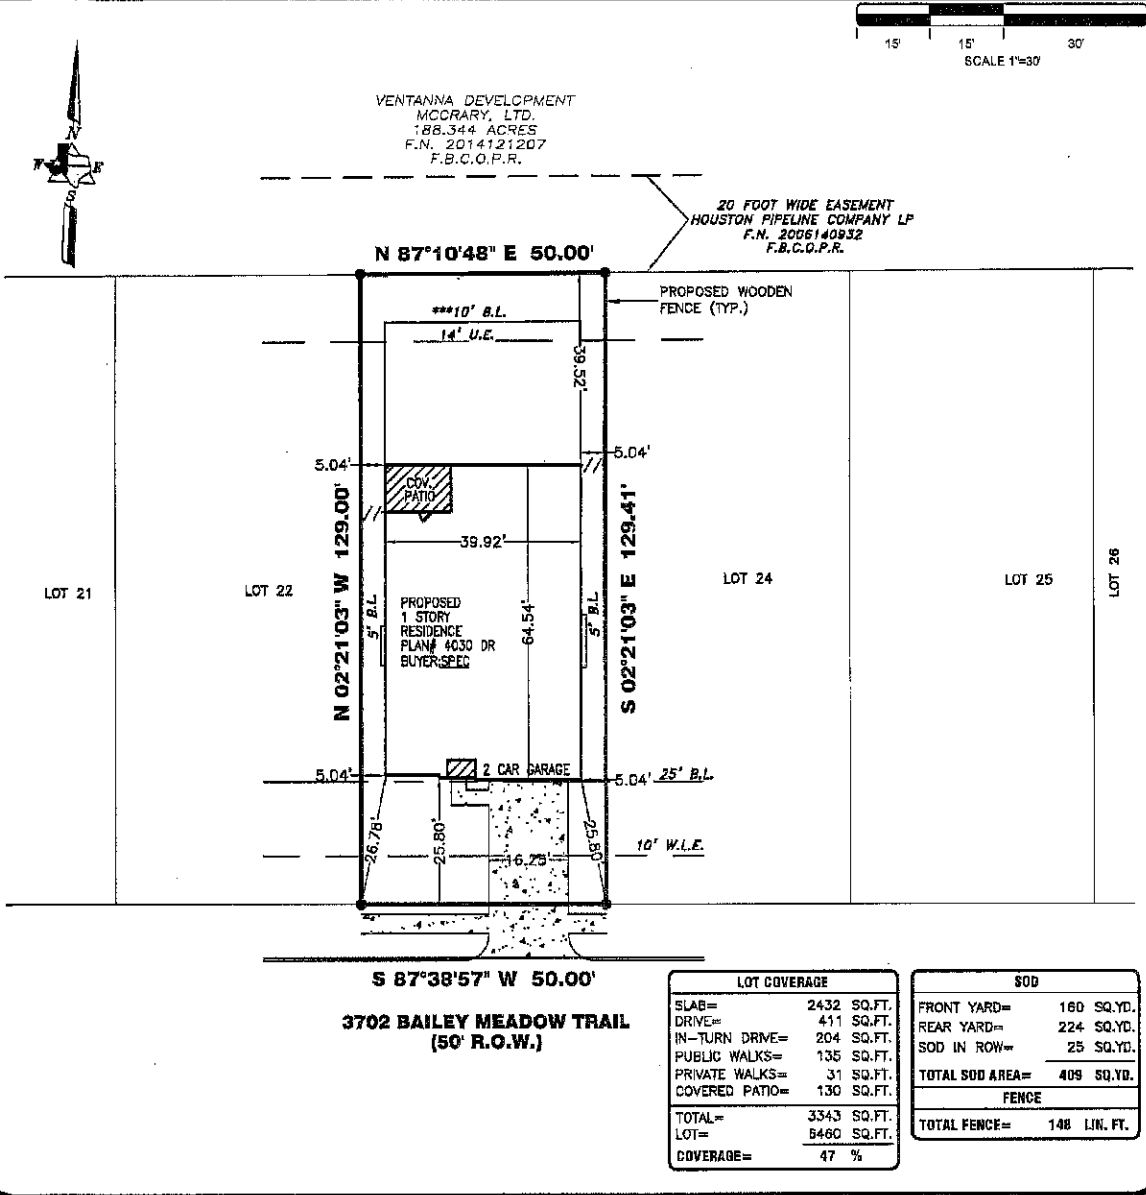 15'
15'
30'
SCALE 1"=30'
N
W
E
S
VENTANNA DEVELOPMENT
MCCRARY, LTD.
188.344 ACRES
F.N. 2014121207
F.B.C.O.P.R.
20 FOOT WIDE EASEMENT
HOUSTON PIPELINE COMPANY LP
F.N. 2006140932
F.B.C.O.P.R.
N 87°10'48" E 50.00'
PROPOSED WOODEN
FENCE (TYP.)
***10' B.L.
14' U.E.
39.52'
5.04'
5.04'
COV.
PATIO
N 02°21'03" W 129.00'
S 02°21'03" E 129.41'
39.92'
LOT 21
LOT 22
LOT 24
LOT 25
LOT 26
5' B.L.
5' B.L.
PROPOSED
1 STORY
RESIDENCE
PLAN# 4030 DR
BUYER:SPEC
64.54'
2 CAR GARAGE
5.04'
5.04'
25' B.L.
26.78'
25.80'
16.25'
25.80'
10' W.L.E.
S 87°38'57" W 50.00'
3702 BAILEY MEADOW TRAIL
(50' R.O.W.)
LOT COVERAGE
SLAB= 2432 SQ.FT.
DRIVE= 411 SQ.FT.
IN-TURN DRIVE= 204 SQ.FT.
PUBLIC WALKS= 135 SQ.FT.
PRIVATE WALKS= 31 SQ.FT.
COVERED PATIO= 130 SQ.FT.
TOTAL= 3343 SQ.FT.
LOT= 6460 SQ.FT.
COVERAGE= 47 %
SOD
FRONT YARD= 160 SQ.YD.
REAR YARD= 224 SQ.YD.
SOD IN ROW= 25 SQ.YD.
TOTAL SOD AREA= 409 SQ.YD.
FENCE
TOTAL FENCE= 148 LIN. FT.